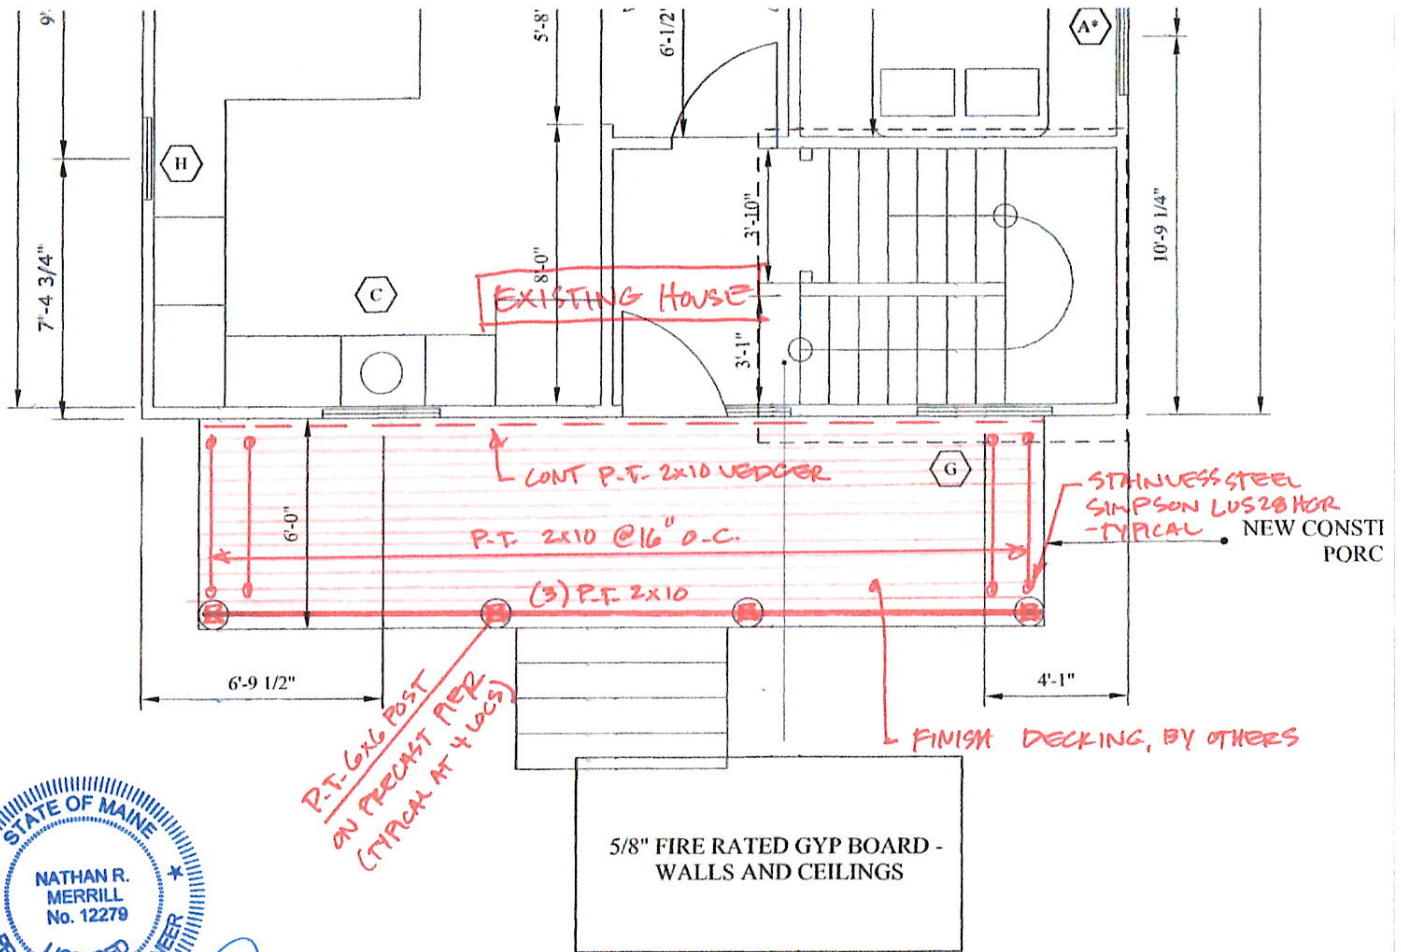 9'
5'-8"
6'-1/2"
A*
H
7'-4 3/4"
C
8'-0"
3'-10"
10'-9 1/4"
EXISTING HOUSE
3'-1"
CONT P.T. 2x10 LEDGER
G
STAINLESS STEEL
SIMPSON LUS28 HGR
-TYPICAL
NEW CONSTI
PORC
6'-0"
P.T. 2x10 @16" O.C.
(3) P.T. 2x10
6'-9 1/2"
4'-1"
P.T. 6x6 POST
ON PRECAST PIER
(TYPICAL AT 4 LOCS)
FINISH DECKING, BY OTHERS
5/8" FIRE RATED GYP BOARD -
WALLS AND CEILINGS
STATE OF MAINE
NATHAN R.
MERRILL
No. 12279